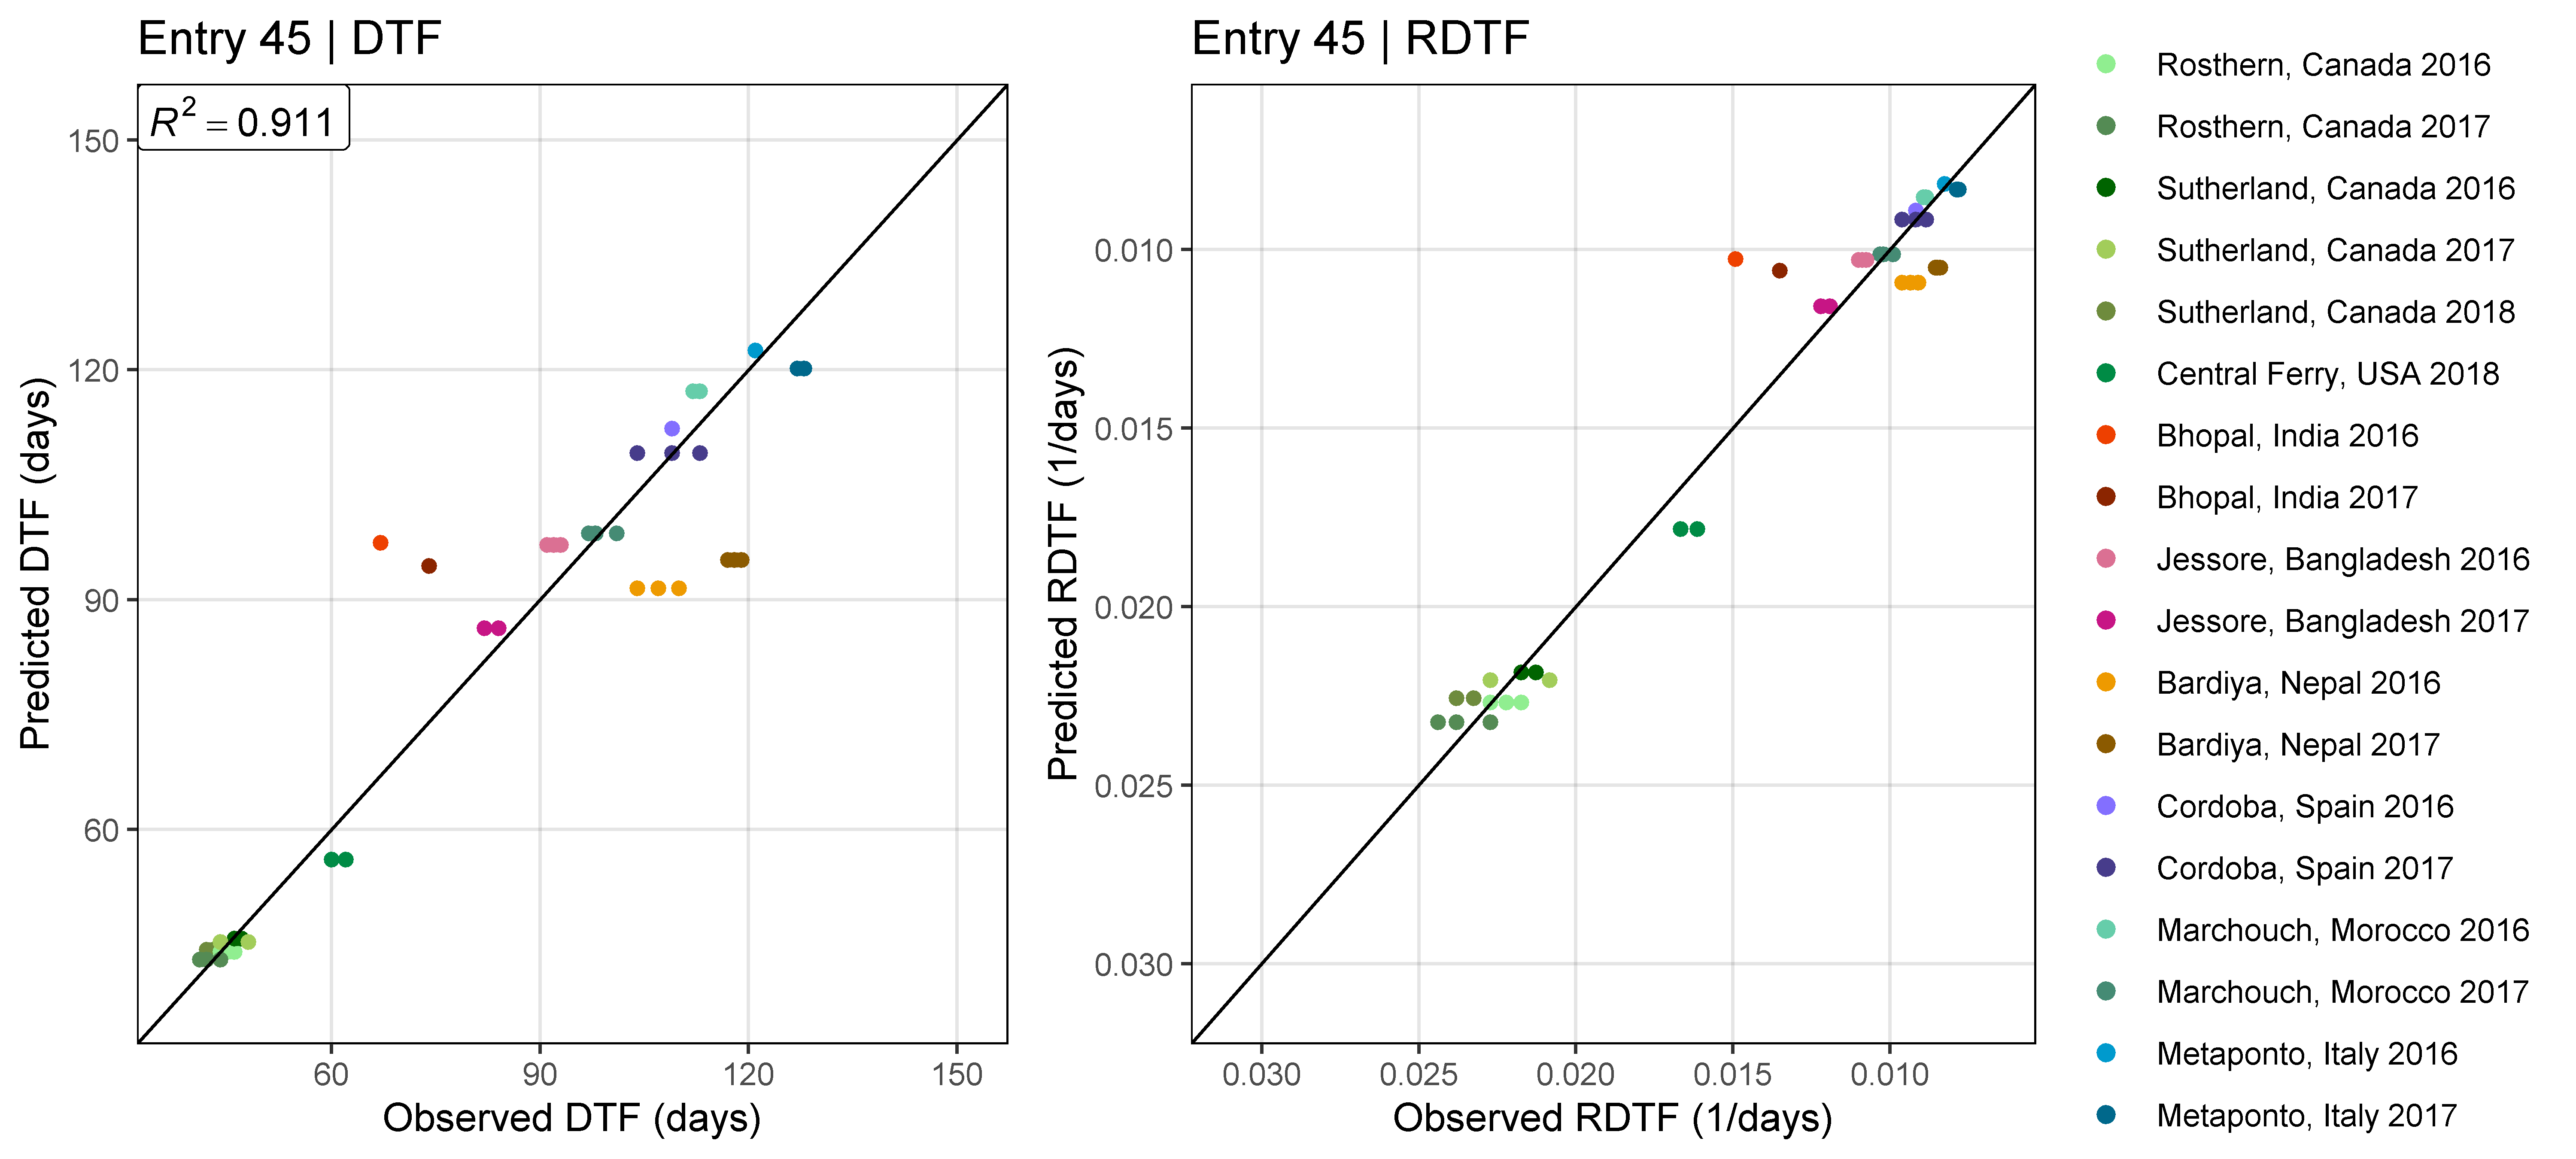 Entry 45 | DTF
R² = 0.911
150
120
90
60
60
90
120
150
Predicted DTF (days)
Observed DTF (days)
Entry 45 | RDTF
0.010
0.015
0.020
0.025
0.030
0.030
0.025
0.020
0.015
0.010
Predicted RDTF (1/days)
Observed RDTF (1/days)
Rosthern, Canada 2016
Rosthern, Canada 2017
Sutherland, Canada 2016
Sutherland, Canada 2017
Sutherland, Canada 2018
Central Ferry, USA 2018
Bhopal, India 2016
Bhopal, India 2017
Jessore, Bangladesh 2016
Jessore, Bangladesh 2017
Bardiya, Nepal 2016
Bardiya, Nepal 2017
Cordoba, Spain 2016
Cordoba, Spain 2017
Marchouch, Morocco 2016
Marchouch, Morocco 2017
Metaponto, Italy 2016
Metaponto, Italy 2017